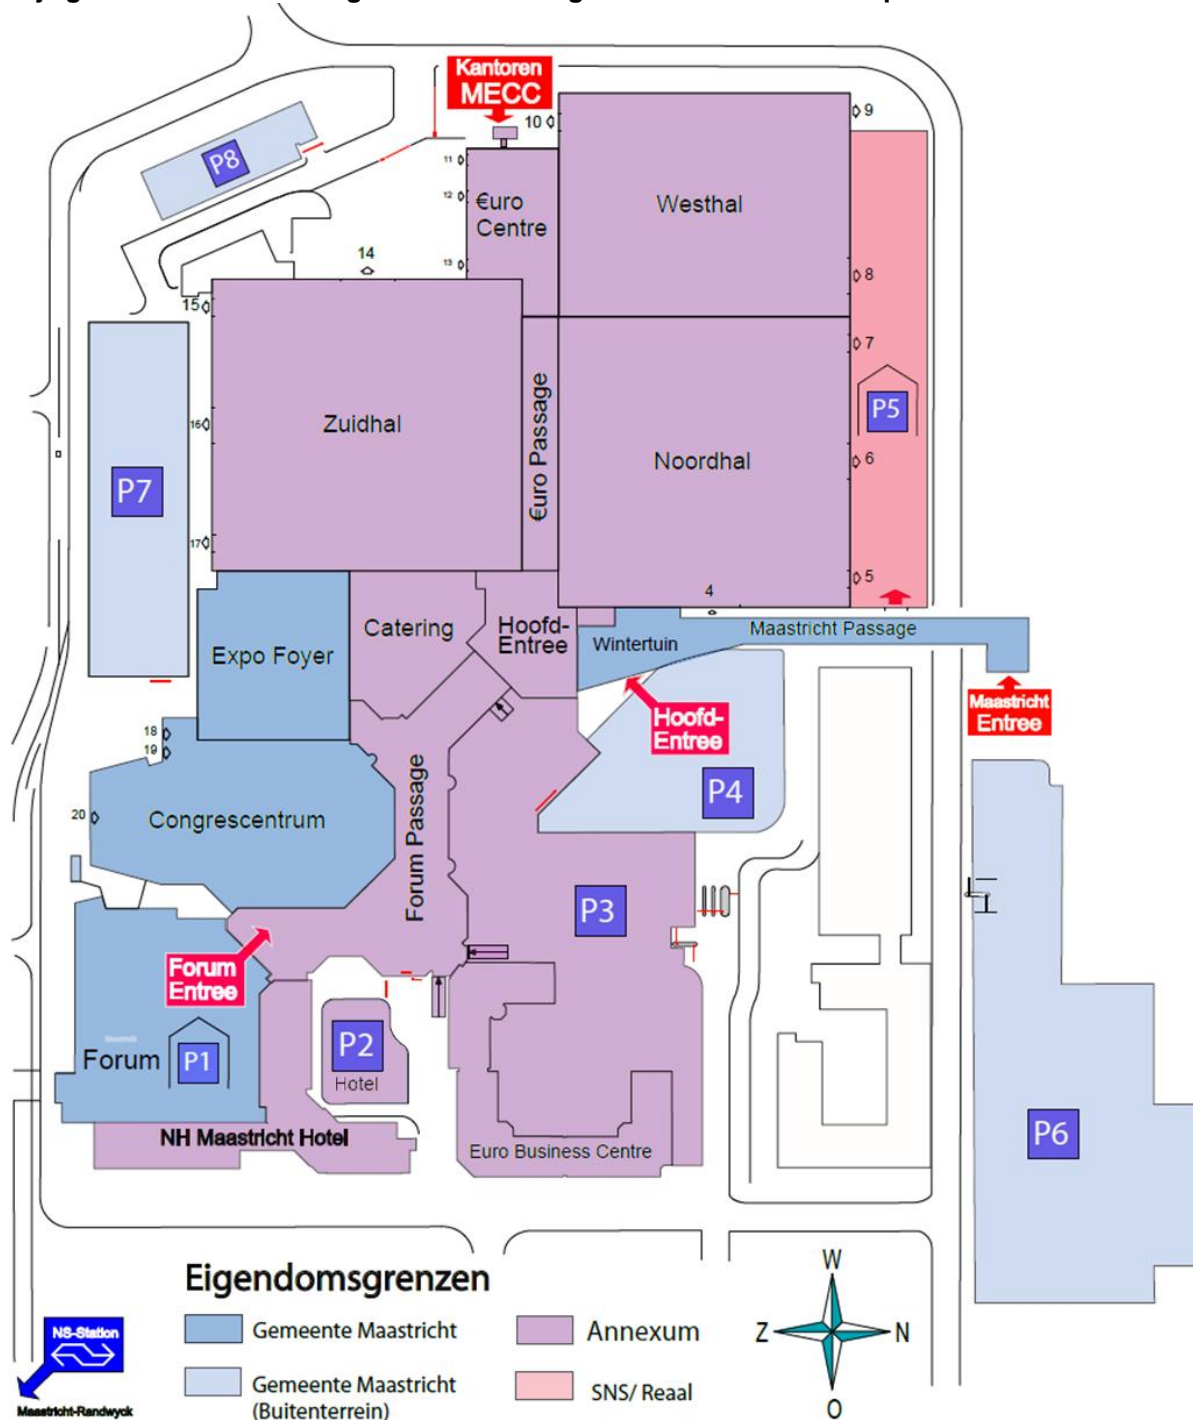 Kantoren
MECC
10
9
P8
11
12
€uro
Centre
Westhal
14
13
8
15
7
€uro Passage
P5
16
Zuidhal
Noordhal
6
P7
17
5
4
Catering
Hoofd-
Entree
Wintertuin
Maastricht Passage
Expo Foyer
Maastricht
Entree
Hoofd-
Entree
18
19
Forum Passage
P4
20
Congrescentrum
P3
Forum
Entree
P2
Hotel
Forum
P1
P6
NH Maastricht Hotel
Euro Business Centre
Eigendomsgrenzen
W
Z
N
O
NS-Station
Gemeente Maastricht
Annexum
Gemeente Maastricht
(Buitenterrein)
SNS/ Reaal
Maastricht-Randwyck